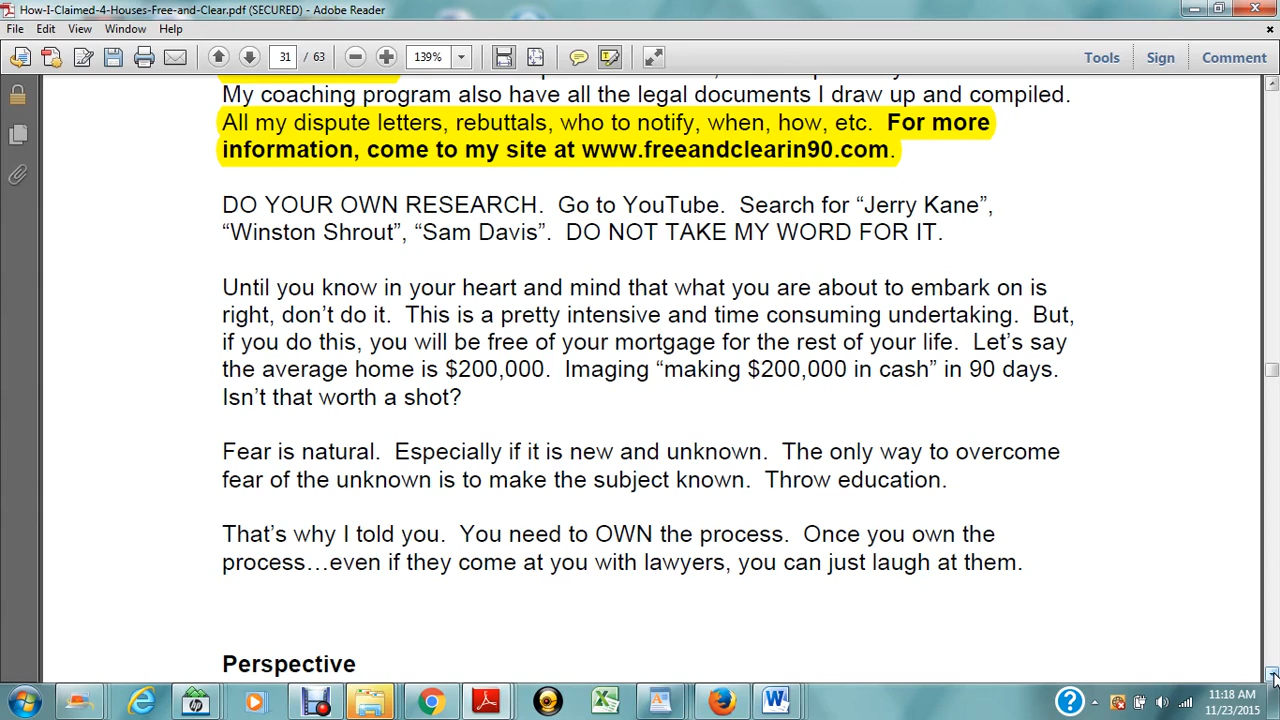 How-I-Claimed-4-Houses-Free-and-Clear.pdf (SECURED) - Adobe Reader
File Edit View Window Help
31 / 63 139% Tools Sign Comment
My coaching program also have all the legal documents I draw up and compiled.
All my dispute letters, rebuttals, who to notify, when, how, etc. For more
information, come to my site at www.freeandclearin90.com.
DO YOUR OWN RESEARCH. Go to YouTube. Search for “Jerry Kane”,
“Winston Shrout”, “Sam Davis”. DO NOT TAKE MY WORD FOR IT.
Until you know in your heart and mind that what you are about to embark on is
right, don’t do it. This is a pretty intensive and time consuming undertaking. But,
if you do this, you will be free of your mortgage for the rest of your life. Let’s say
the average home is $200,000. Imaging “making $200,000 in cash” in 90 days.
Isn’t that worth a shot?
Fear is natural. Especially if it is new and unknown. The only way to overcome
fear of the unknown is to make the subject known. Throw education.
That’s why I told you. You need to OWN the process. Once you own the
process…even if they come at you with lawyers, you can just laugh at them.
Perspective
11:18 AM
11/23/2015